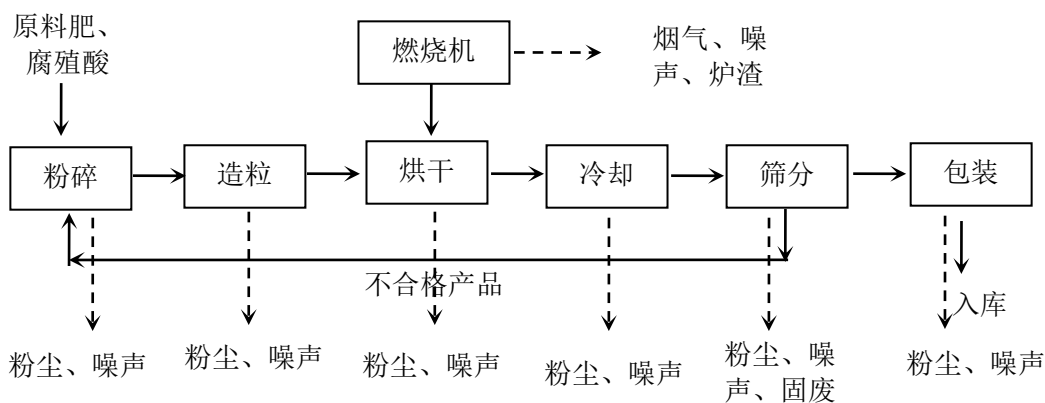 原料肥、
腐殖酸
燃烧机
烟气、噪
声、炉渣
粉碎
造粒
烘干
冷却
筛分
包装
不合格产品
入库
粉尘、噪声
粉尘、噪声
粉尘、噪声
粉尘、噪声
粉尘、噪
声、固废
粉尘、噪声